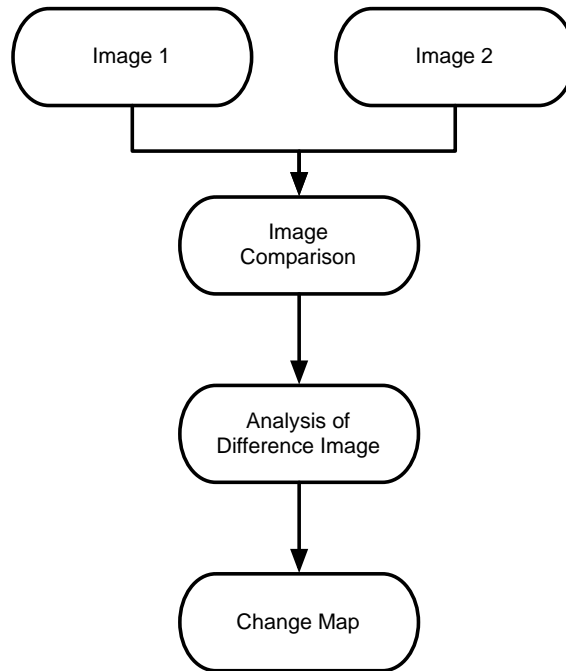 Image 1
Image 2
Image
Comparison
Analysis of
Difference Image
Change Map